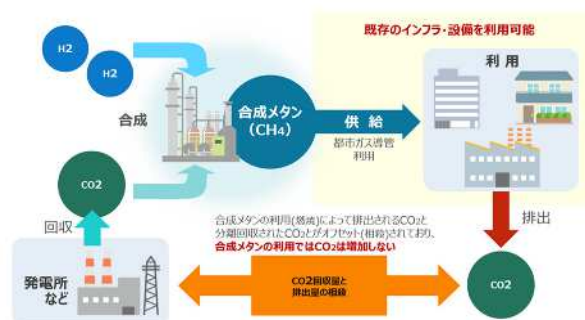 既存のインフラ・設備を利用可能
H2
H2
利用
合成
合成メタン
(CH4)
供給
都市ガス導管
利用
CO2
回収
排出
合成メタンの利用(燃焼)によって排出されるCO₂と
分離回収されたCO₂とがオフセット(相殺)されており、
合成メタンの利用ではCO₂は増加しない
発電所
など
CO2回収量と
排出量の相殺
CO2